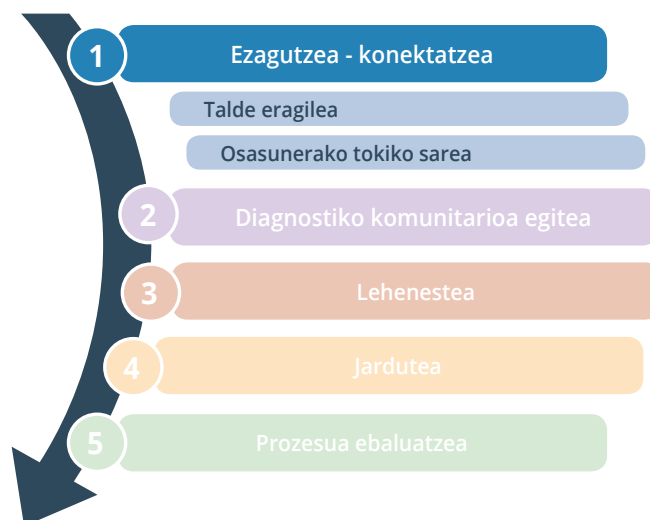 1 Ezagutzea - konektatzea
Talde eragilea
Osasunerako tokiko sarea
2 Diagnostiko komunitarioa egitea
3 Lehenestea
4 Jardutea
5 Prozesua ebaluatzea